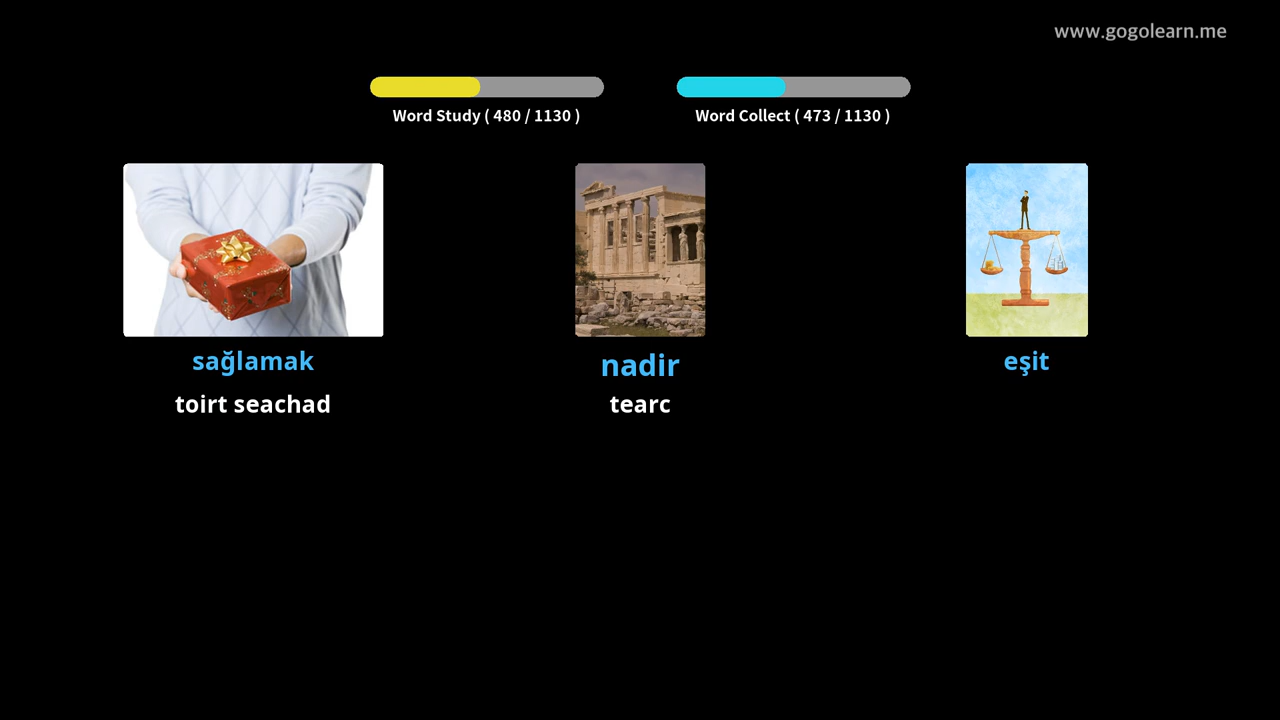 www.gogolearn.me
Word Study ( 480 / 1130 )
Word Collect ( 473 / 1130 )
sağlamak
nadir
eşit
toirt seachad
tearc